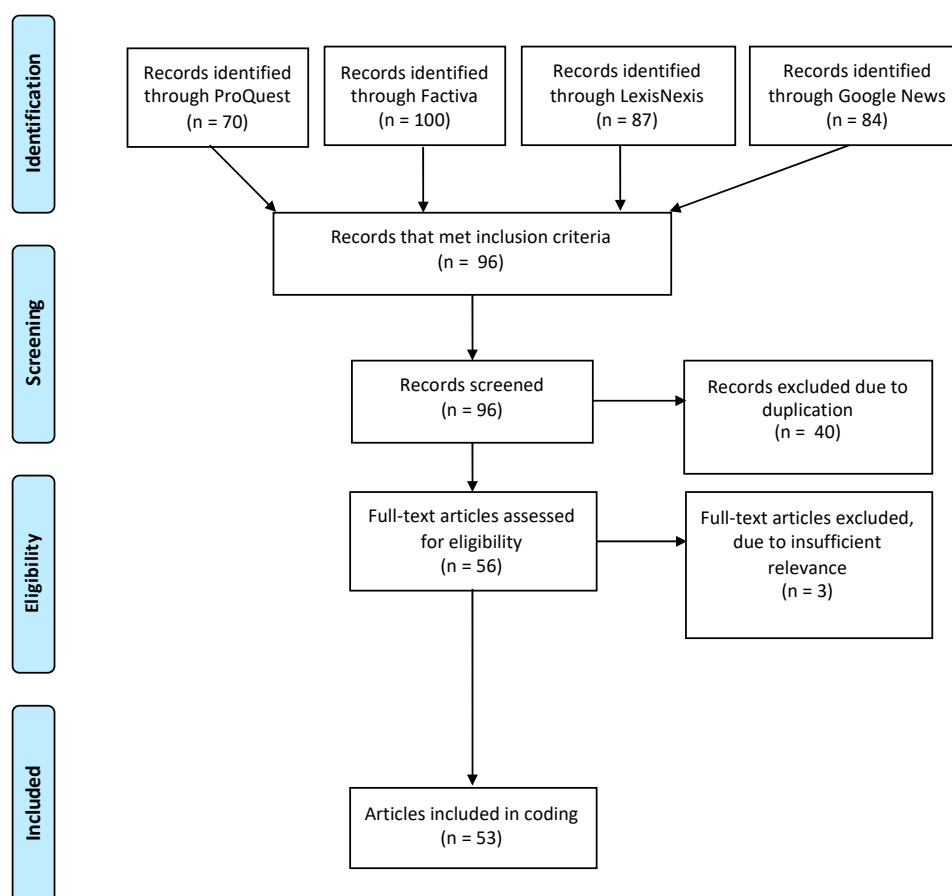 Identification
Records identified
through ProQuest
(n = 70)
Records identified
through Factiva
(n = 100)
Records identified
through LexisNexis
(n = 87)
Records identified
through Google News
(n = 84)
Records that met inclusion criteria
(n = 96)
Screening
Records screened
(n = 96)
Records excluded due to
duplication
(n = 40)
Eligibility
Full-text articles assessed
for eligibility
(n = 56)
Full-text articles excluded,
due to insufficient
relevance
(n = 3)
Included
Articles included in coding
(n = 53)